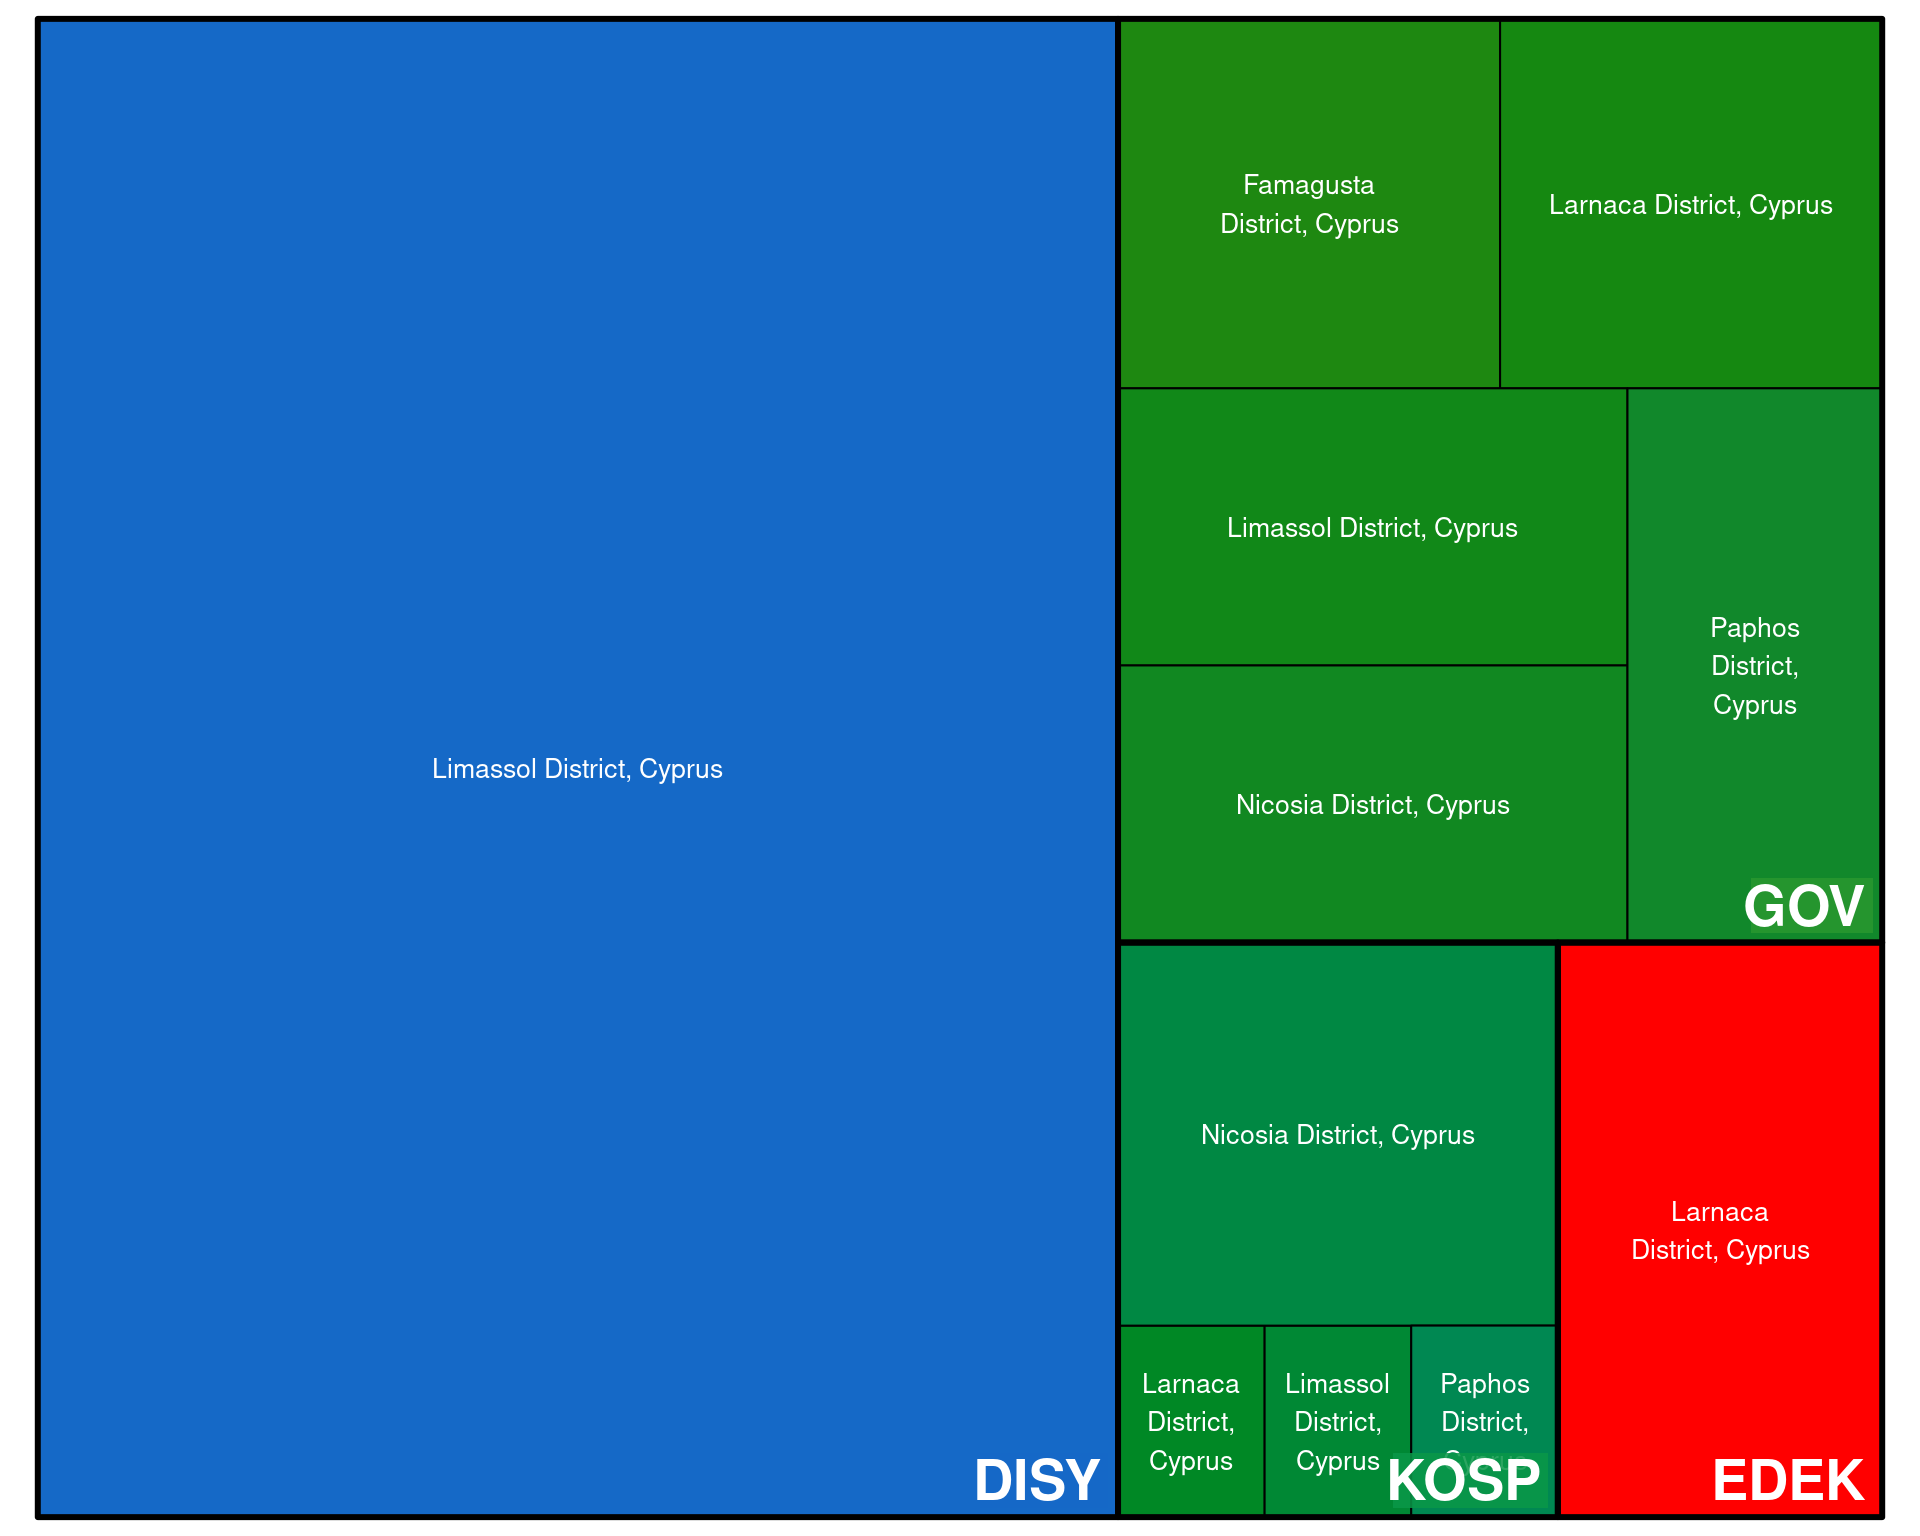 Limassol District, Cyprus
DISY
Famagusta
District, Cyprus
Larnaca District, Cyprus
Limassol District, Cyprus
Nicosia District, Cyprus
Paphos
District,
Cyprus
GOV
Nicosia District, Cyprus
Larnaca
District,
Cyprus
Limassol
District,
Cyprus
Paphos
District,
Cyprus
KOSP
Larnaca
District, Cyprus
EDEK